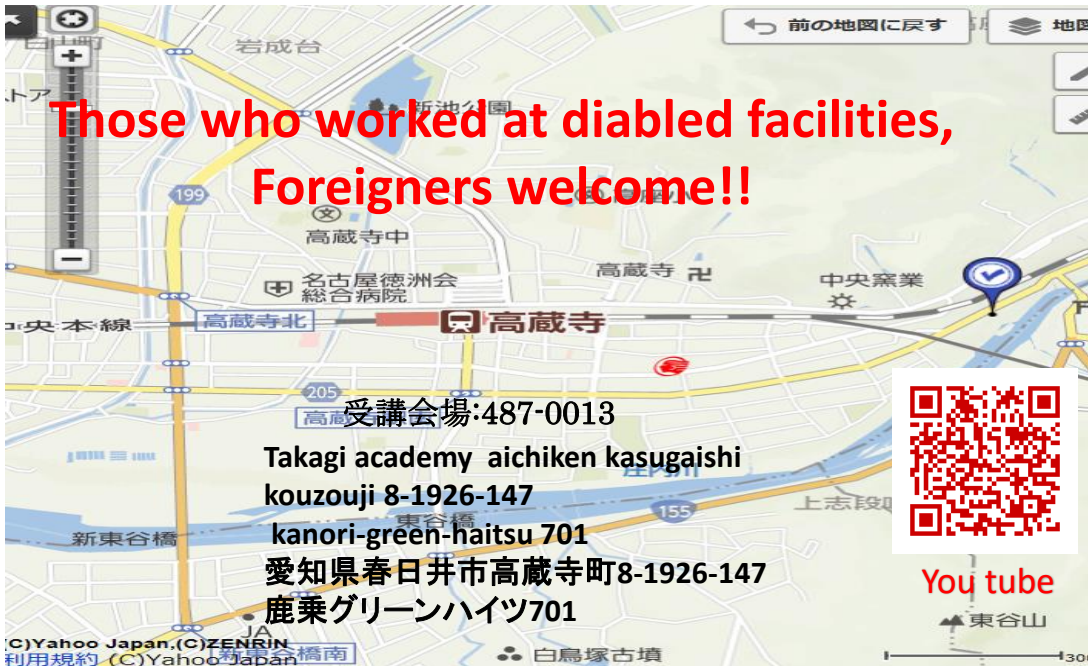 前の地図に戻す
地図
白山町
岩成台
トア
新池公園
Those who worked at diabled facilities,
Foreigners welcome!!
199
高蔵寺中
高蔵寺
名古屋徳洲会
総合病院
中央窯業
中央本線
高蔵寺北
高蔵寺
205
受講会場:487-0013
Takagi academy aichiken kasugaishi
庄内川
kouzouji 8-1926-147
上志段
155
東谷橋
新東谷橋
kanori-green-haitsu 701
愛知県春日井市高蔵寺町8-1926-147
鹿乗グリーンハイツ701
You tube
東谷山
JA
(C)Yahoo Japan,(C)ZENRIN
利用規約 (C)Yahoo Japan
新東谷橋南
白鳥塚古墳